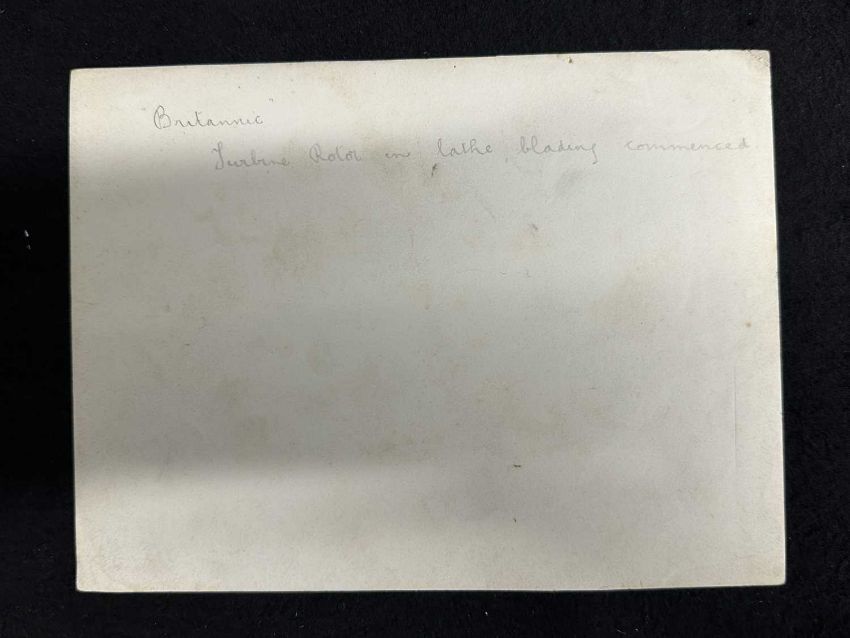 "Britannic"
Turbine Rotor in lathe, blading commenced